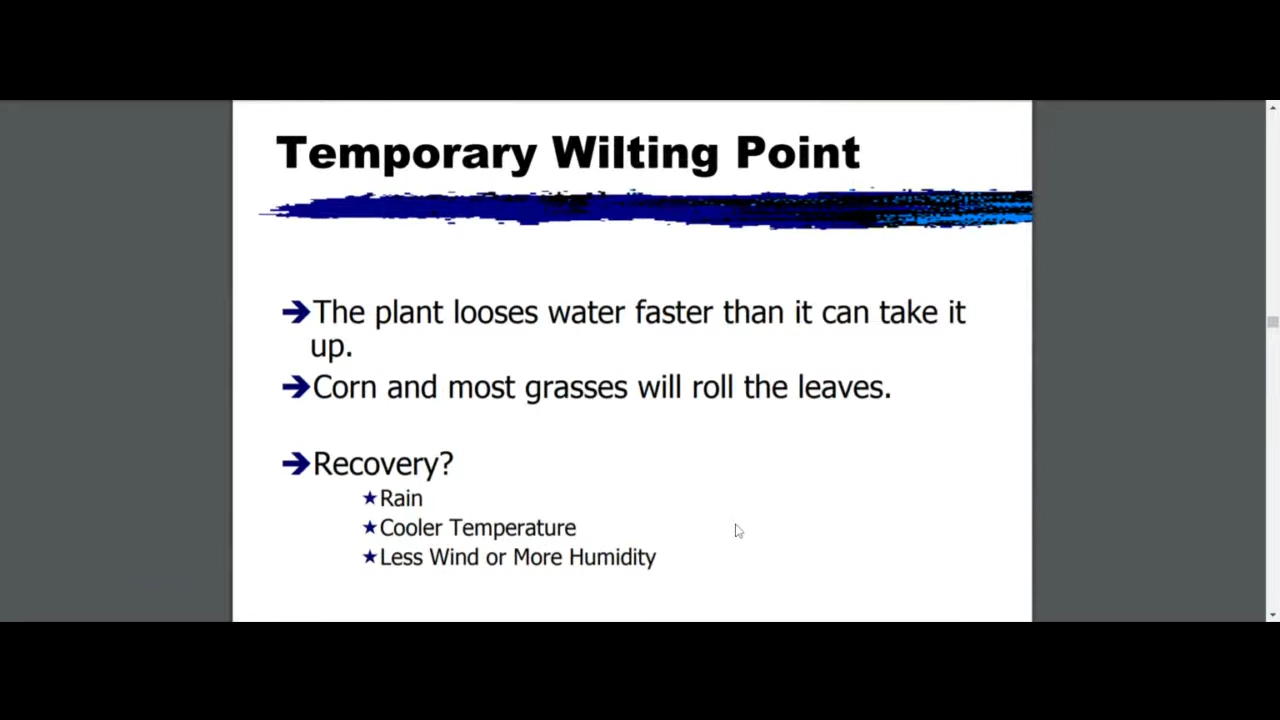 Temporary Wilting Point
The plant looses water faster than it can take it
up.
Corn and most grasses will roll the leaves.
Recovery?
Rain
Cooler Temperature
Less Wind or More Humidity